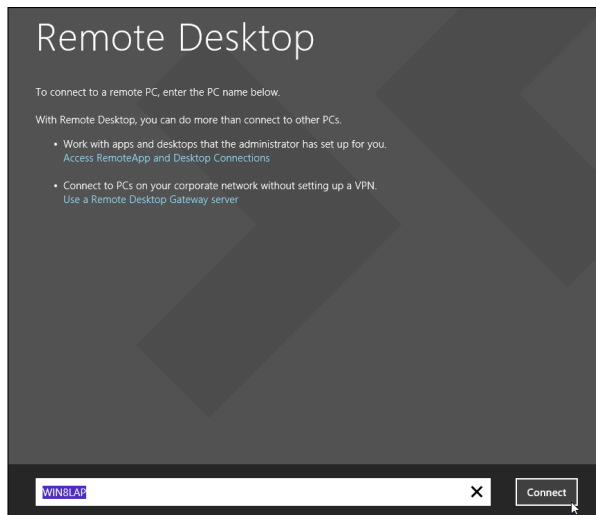 Remote Desktop
To connect to a remote PC, enter the PC name below.
With Remote Desktop, you can do more than connect to other PCs.
• Work with apps and desktops that the administrator has set up for you.
Access RemoteApp and Desktop Connections
• Connect to PCs on your corporate network without setting up a VPN.
Use a Remote Desktop Gateway server
WIN8LAP
Connect